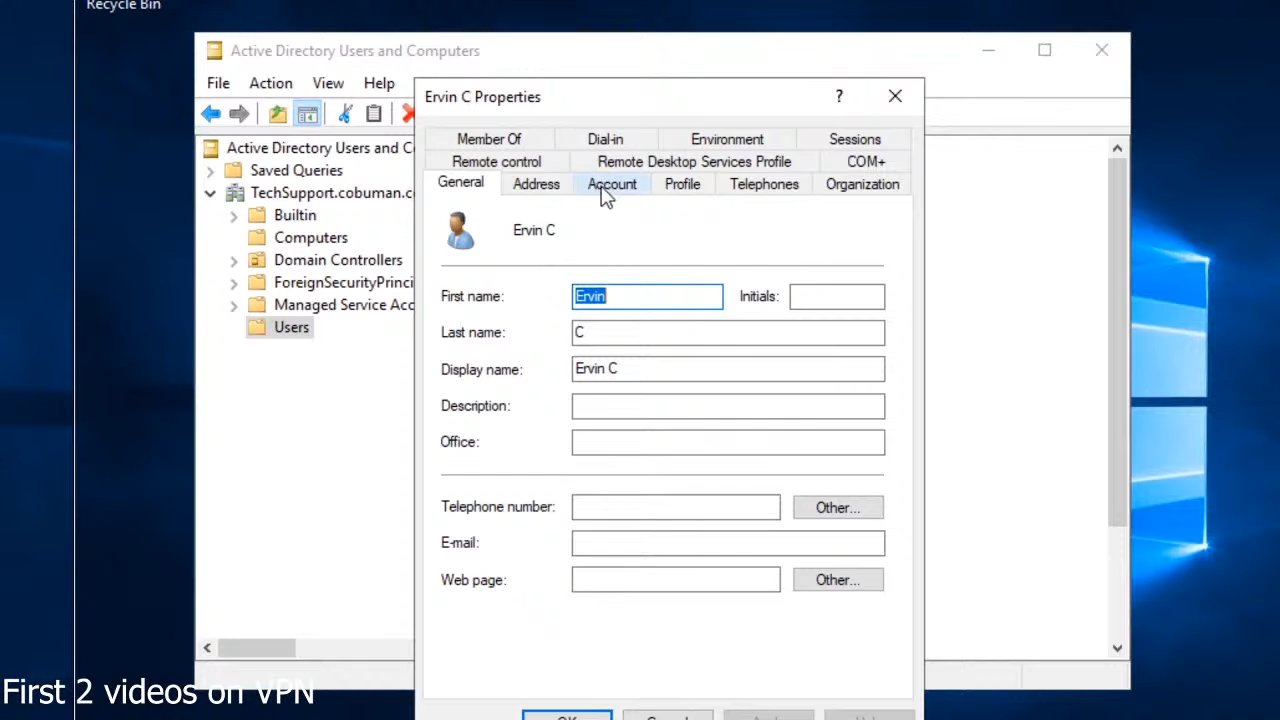 Recycle Bin
Active Directory Users and Computers
File Action View Help
Ervin C Properties
?
Active Directory Users and C
Saved Queries
TechSupport.cobuman.c
Builtin
Computers
Domain Controllers
ForeignSecurityPrinci
Managed Service Acc
Users
Member Of Dial-in Environment Sessions
Remote control Remote Desktop Services Profile COM+
General Address Account Profile Telephones Organization
Ervin C
First name: Ervin Initials:
Last name: C
Display name: Ervin C
Description:
Office:
Telephone number: Other...
E-mail:
Web page: Other...
OK Cancel
First 2 videos on VPN